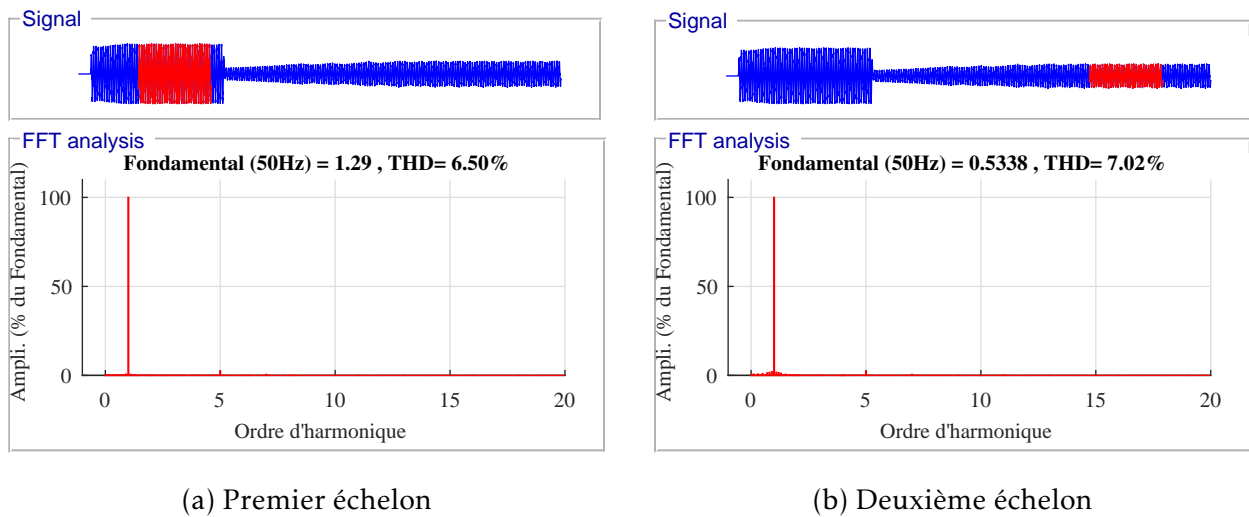 Signal
FFT analysis
Fondamental (50Hz) = 1.29 , THD= 6.50%
Ampli. (% du Fondamental)
100
50
0
0 5 10 15 20
Ordre d'harmonique
(a) Premier échelon
Signal
FFT analysis
Fondamental (50Hz) = 0.5338 , THD= 7.02%
Ampli. (% du Fondamental)
100
50
0
0 5 10 15 20
Ordre d'harmonique
(b) Deuxième échelon